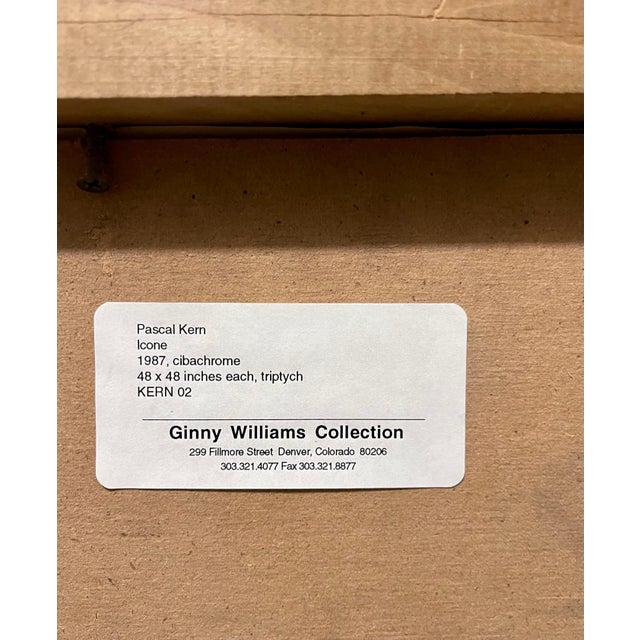 Pascal Kern
Icone
1987, cibachrome
48 x 48 inches each, triptych
KERN 02
Ginny Williams Collection
299 Fillmore Street Denver, Colorado 80206
303.321.4077 Fax 303.321.8877